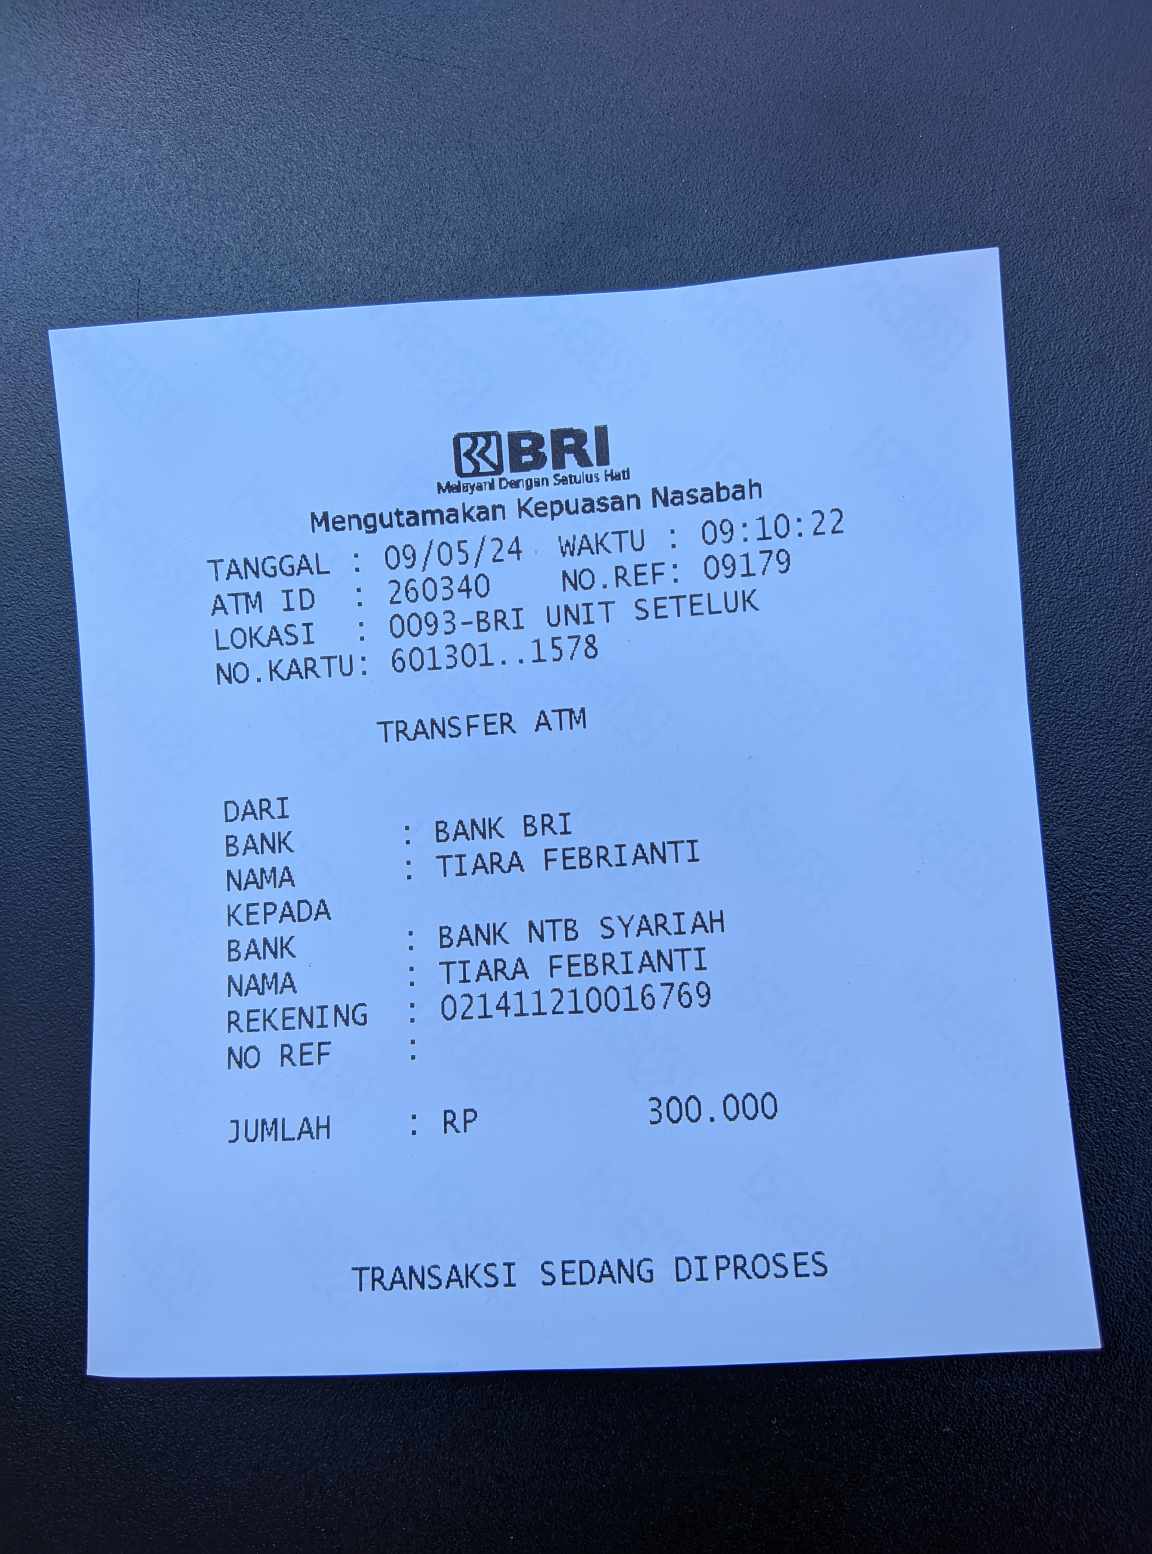 BRI
Melayani Dengan Setulus Hati
Mengutamakan Kepuasan Nasabah
TANGGAL : 09/05/24 WAKTU : 09:10:22
ATM ID : 260340 NO.REF: 09179
LOKASI : 0093-BRI UNIT SETELUK
NO.KARTU: 601301..1578
TRANSFER ATM
DARI
BANK : BANK BRI
NAMA : TIARA FEBRIANTI
KEPADA
BANK : BANK NTB SYARIAH
NAMA : TIARA FEBRIANTI
REKENING : 021411210016769
NO REF :
JUMLAH : RP 300.000
TRANSAKSI SEDANG DIPROSES